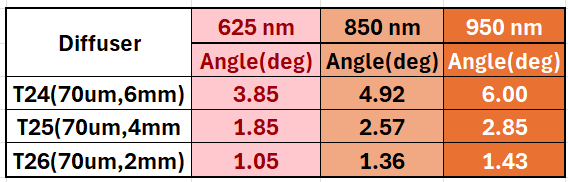 Diffuser 625 nm 850 nm 950 nm
Angle(deg) Angle(deg) Angle(deg)
T24(70um,6mm) 3.85 4.92 6.00
T25(70um,4mm 1.85 2.57 2.85
T26(70um,2mm) 1.05 1.36 1.43